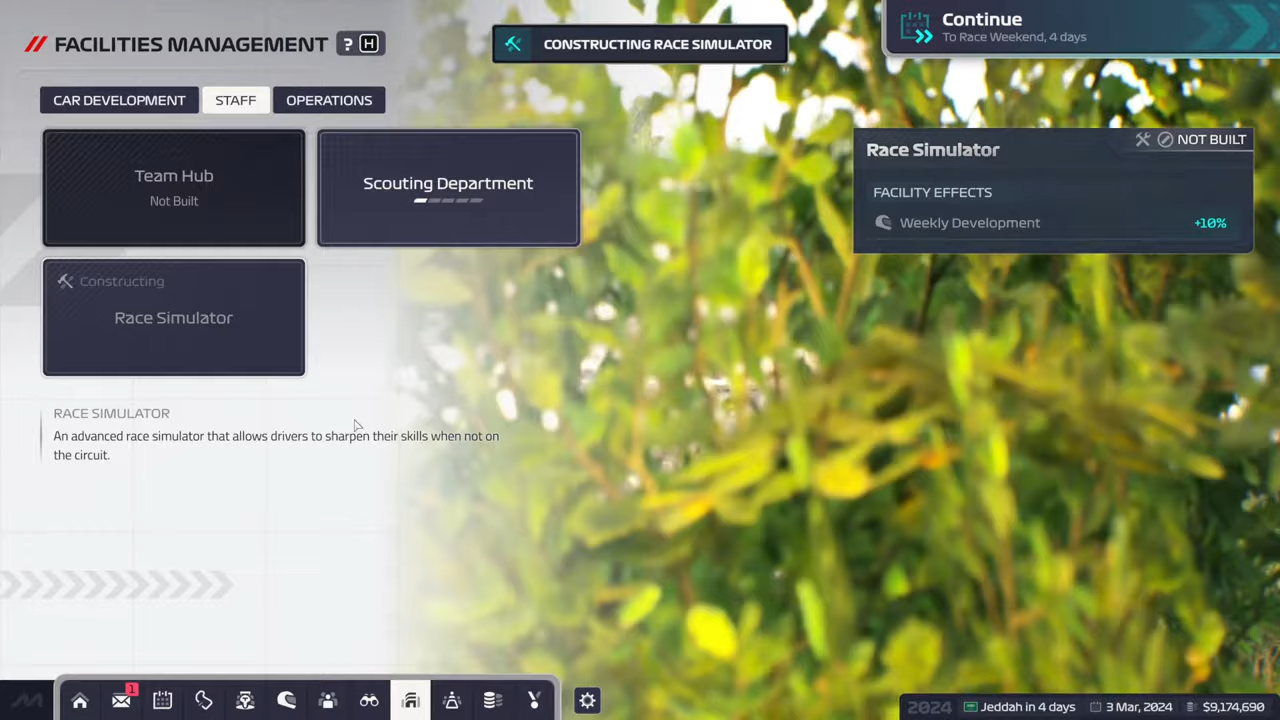 FACILITIES MANAGEMENT
? H
CONSTRUCTING RACE SIMULATOR
Continue
To Race Weekend, 4 days
CAR DEVELOPMENT
STAFF
OPERATIONS
Team Hub
Not Built
Scouting Department
Constructing
Race Simulator
RACE SIMULATOR
An advanced race simulator that allows drivers to sharpen their skills when not on
the circuit.
NOT BUILT
Race Simulator
FACILITY EFFECTS
Weekly Development +10%
1
2024
Jeddah in 4 days
3 Mar, 2024
$9,174,690